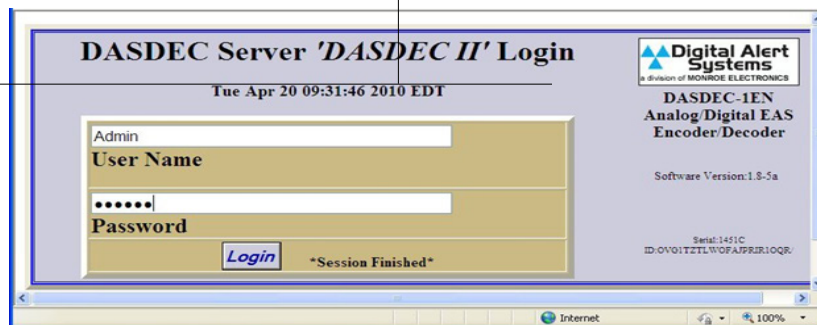 DASDEC Server 'DASDEC II' Login
Tue Apr 20 09:31:46 2010 EDT
Admin
User Name
••••••
Password
Login
*Session Finished*
Digital Alert
Systems
a division of MONROE ELECTRONICS
DASDEC-1EN
Analog/Digital EAS
Encoder/Decoder
Software Version:1.8-5a
Serial:1451C
Internet
100%